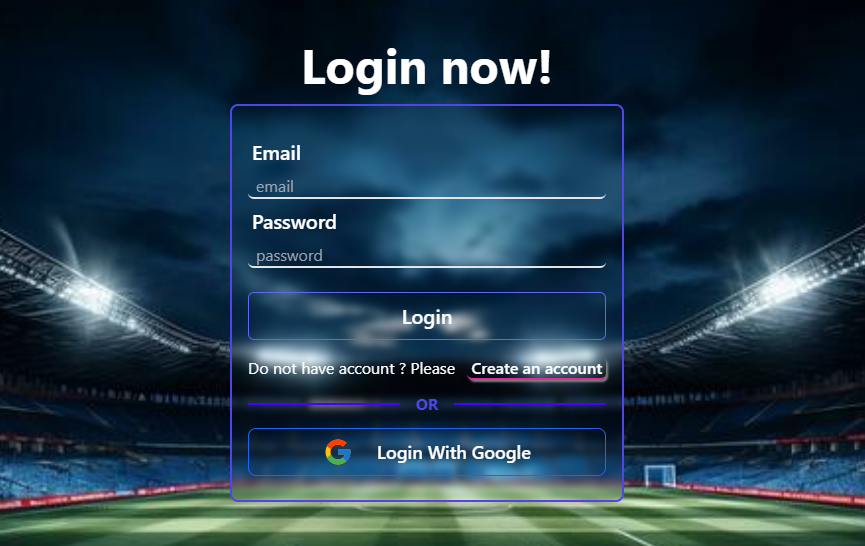 Login now!
Email
email
Password
password
Login
Do not have account ? Please Create an account
OR
Login With Google